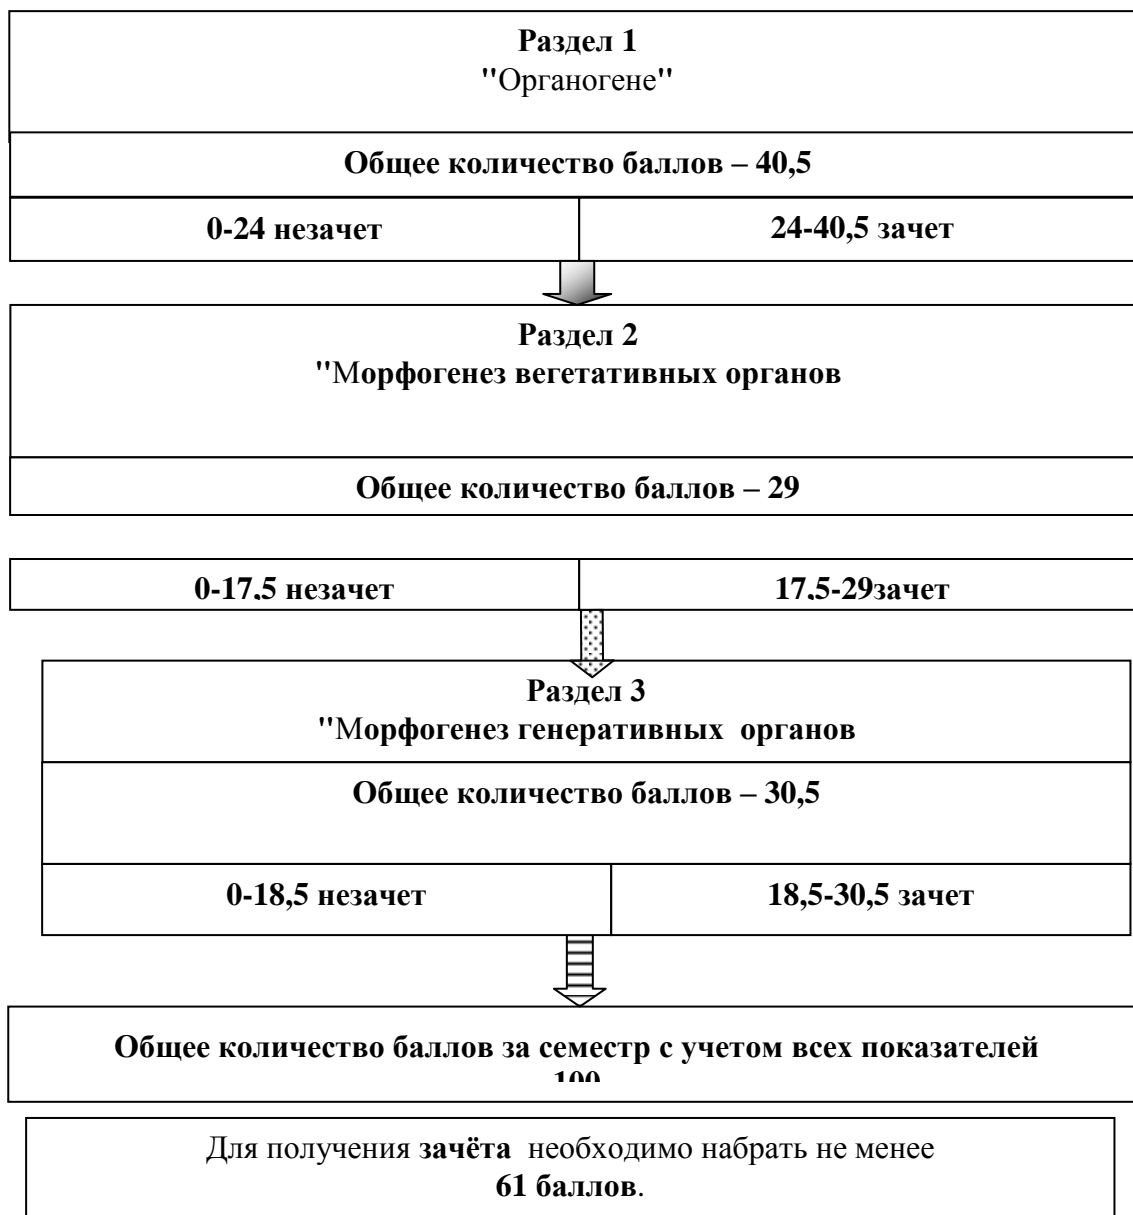 Раздел 1
"Органогене"
Общее количество баллов – 40,5
0-24 незачет
24-40,5 зачет
Раздел 2
"Морфогенез вегетативных органов
Общее количество баллов – 29
0-17,5 незачет
17,5-29зачет
Раздел 3
"Морфогенез генеративных  органов
Общее количество баллов – 30,5
0-18,5 незачет
18,5-30,5 зачет
Общее количество баллов за семестр с учетом всех показателей
100
Для получения зачёта  необходимо набрать не менее
61 баллов.